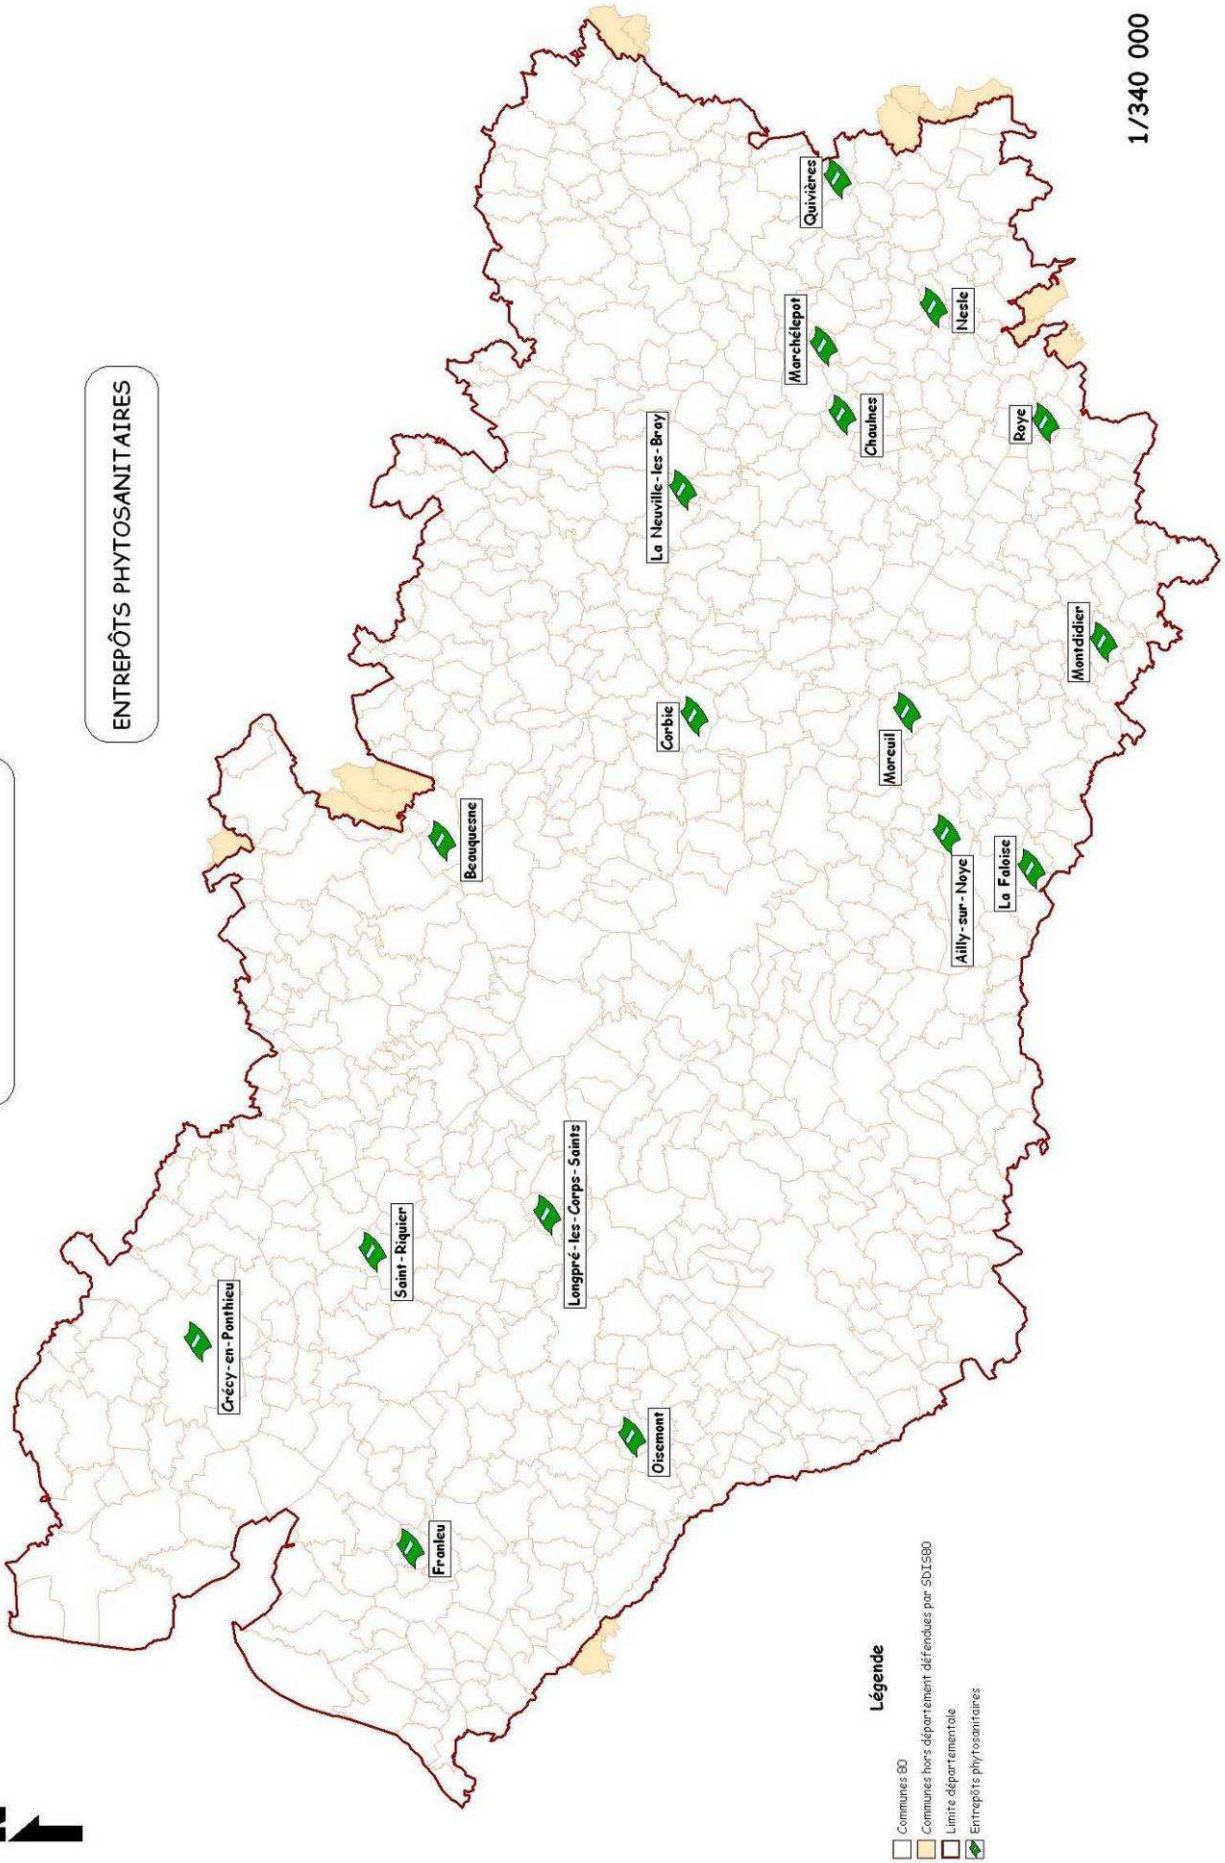 ENTREPÔTS PHYTOSANITAIRES
Crécy-en-Ponthieu
Saint-Riquier
Franleu
Beauquesne
Longpré-les-Corps-Saints
Oisemont
La Neuville-les-Bray
Corbie
Marchélepot
Quivières
Chaulnes
Nesle
Moreuil
Ailly-sur-Noye
La Faloise
Roye
Montdidier
Légende
Communes 80
Communes hors département défendues par SDIS80
Limite départementale
Entrepôts phytosanitaires
1/340 000